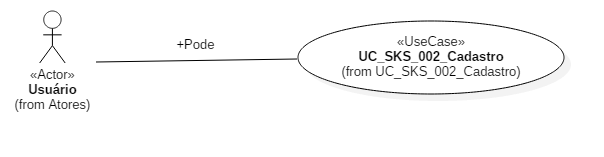 +Pode
«Actor»
Usuário
(from Atores)
«UseCase»
UC_SKS_002_Cadastro
(from UC_SKS_002_Cadastro)